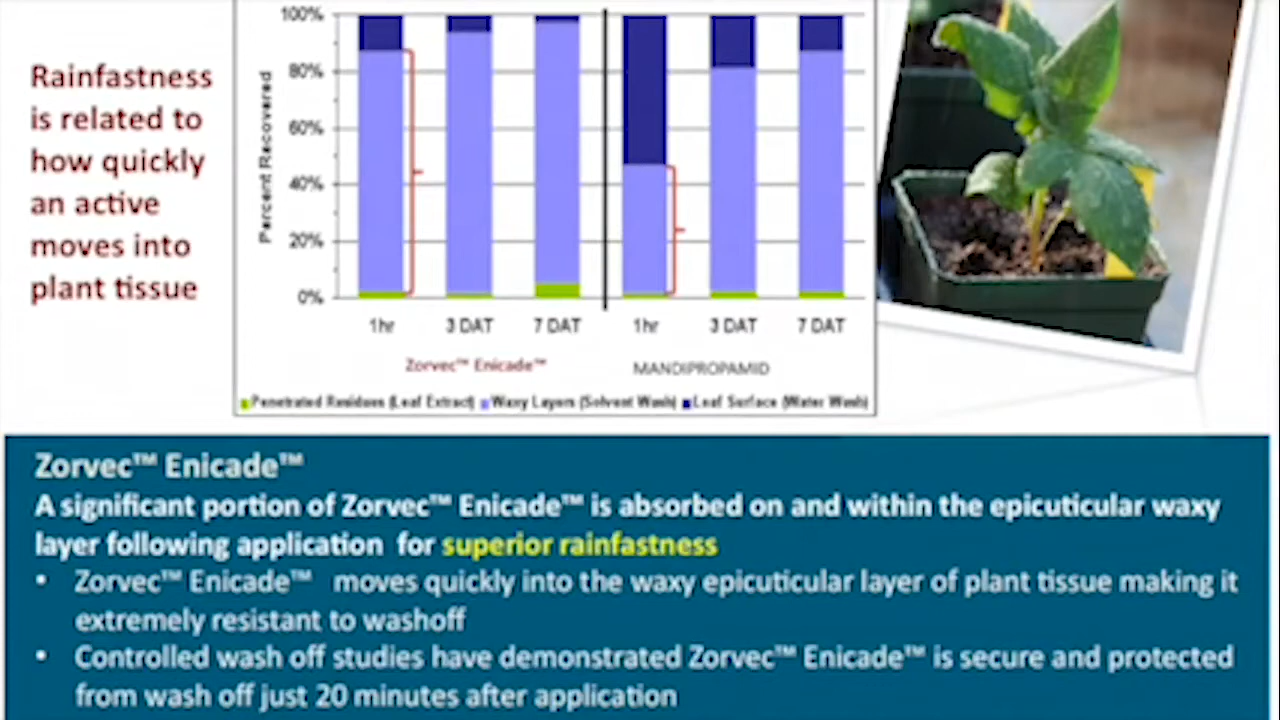 Rainfastness
is related to
how quickly
an active
moves into
plant tissue
Percent Recovered
100%
80%
60%
40%
20%
0%
1hr
3 DAT
7 DAT
1hr
3 DAT
7 DAT
Zorvec™ Enicade™
MANDIPROPAMID
Penetrated Residues (Leaf Extract)
Waxy Layers (Solvent Wash)
Leaf Surface (Water Wash)
Zorvec™ Enicade™
A significant portion of Zorvec™ Enicade™ is absorbed on and within the epicuticular waxy
layer following application for superior rainfastness
• Zorvec™ Enicade™ moves quickly into the waxy epicuticular layer of plant tissue making it
extremely resistant to washoff
• Controlled wash off studies have demonstrated Zorvec™ Enicade™ is secure and protected
from wash off just 20 minutes after application